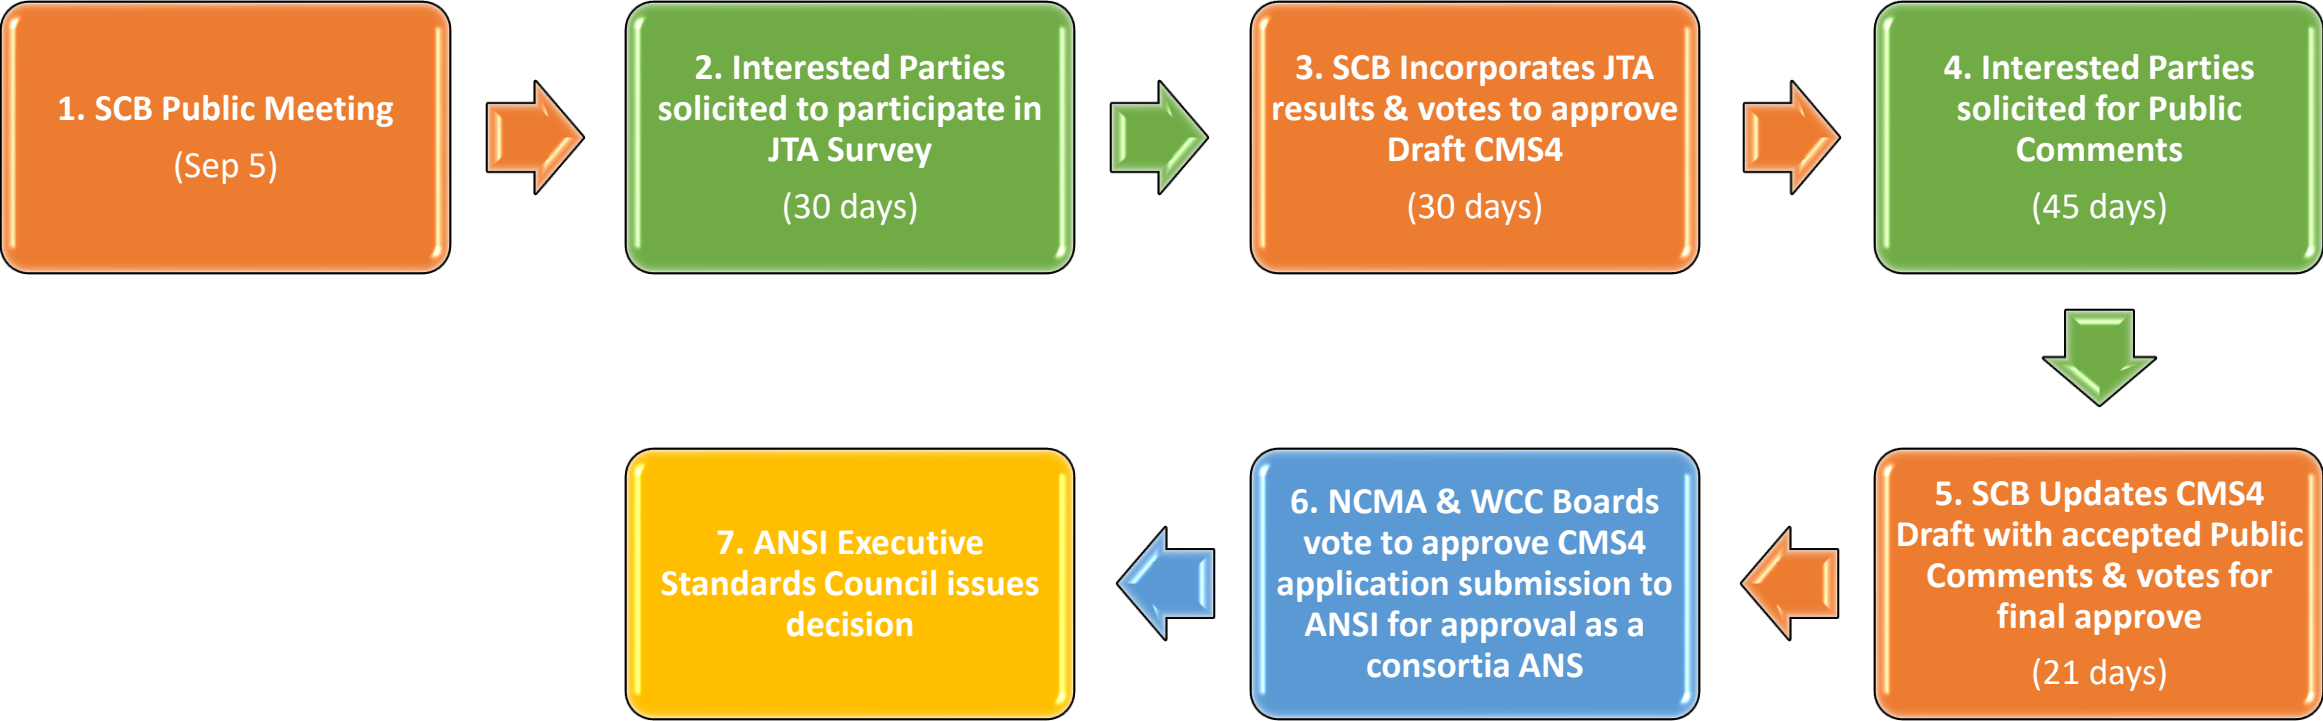 1. SCB Public Meeting
(Sep 5)
2. Interested Parties
solicited to participate in
JTA Survey
(30 days)
3. SCB Incorporates JTA
results & votes to approve
Draft CMS4
(30 days)
4. Interested Parties
solicited for Public
Comments
(45 days)
5. SCB Updates CMS4
Draft with accepted Public
Comments & votes for
final approve
(21 days)
6. NCMA & WCC Boards
vote to approve CMS4
application submission to
ANSI for approval as a
consortia ANS
7. ANSI Executive
Standards Council issues
decision